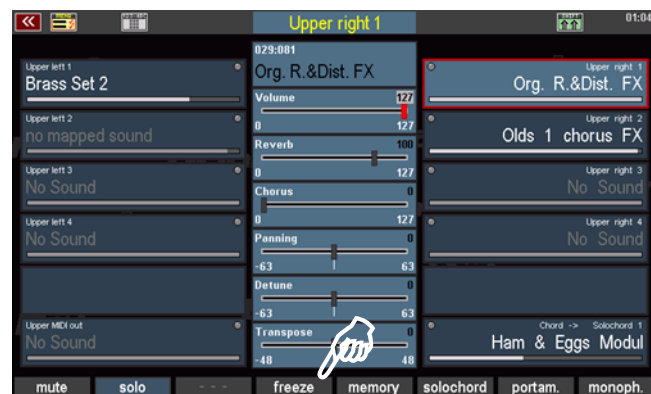 Upper right 1
01:04
029:081
Org. R.&Dist. FX
Upper left 1
Brass Set 2
Upper left 2
no mapped sound
Upper left 3
No Sound
Upper left 4
No Sound
Upper MIDI out
No Sound
Volume 127
0 127
Reverb 100
0 127
Chorus 0
0 127
Panning 0
-63 63
Detune 0
-63 63
Transpose 0
-48 48
Upper right 1
Org. R.&Dist. FX
Upper right 2
Olds 1 chorus FX
Upper right 3
No Sound
Upper right 4
No Sound
Chord -> Solochord 1
Ham & Eggs Modul
mute solo - - - freeze memory solochord portam. monoph.